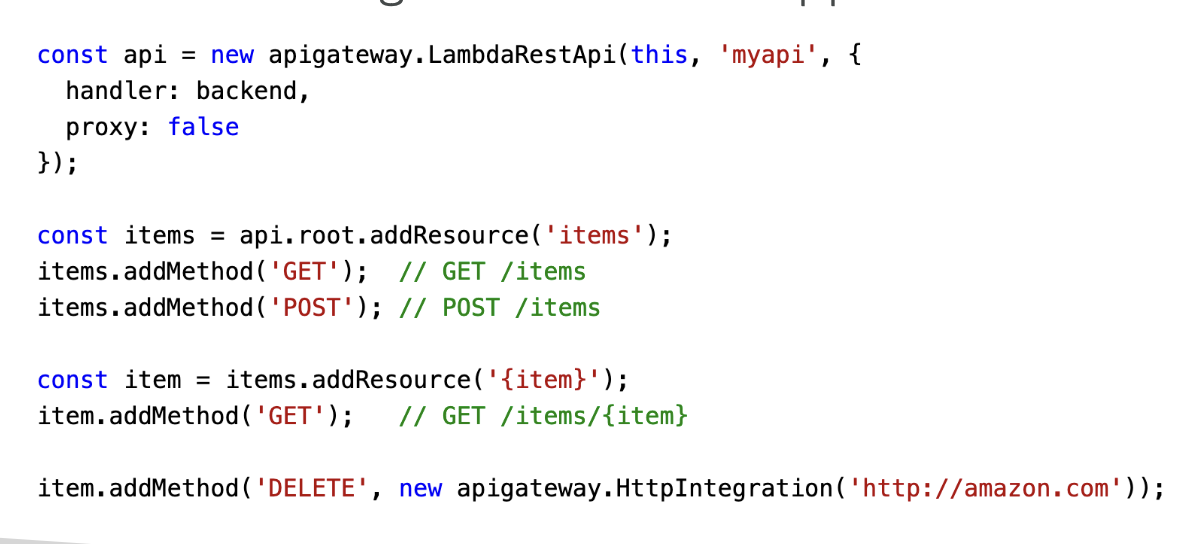 const api = new apigateway.LambdaRestApi(this, 'myapi', {
  handler: backend,
  proxy: false
});

const items = api.root.addResource('items');
items.addMethod('GET');  // GET /items
items.addMethod('POST'); // POST /items

const item = items.addResource('{item}');
item.addMethod('GET');   // GET /items/{item}

item.addMethod('DELETE', new apigateway.HttpIntegration('http://amazon.com'));